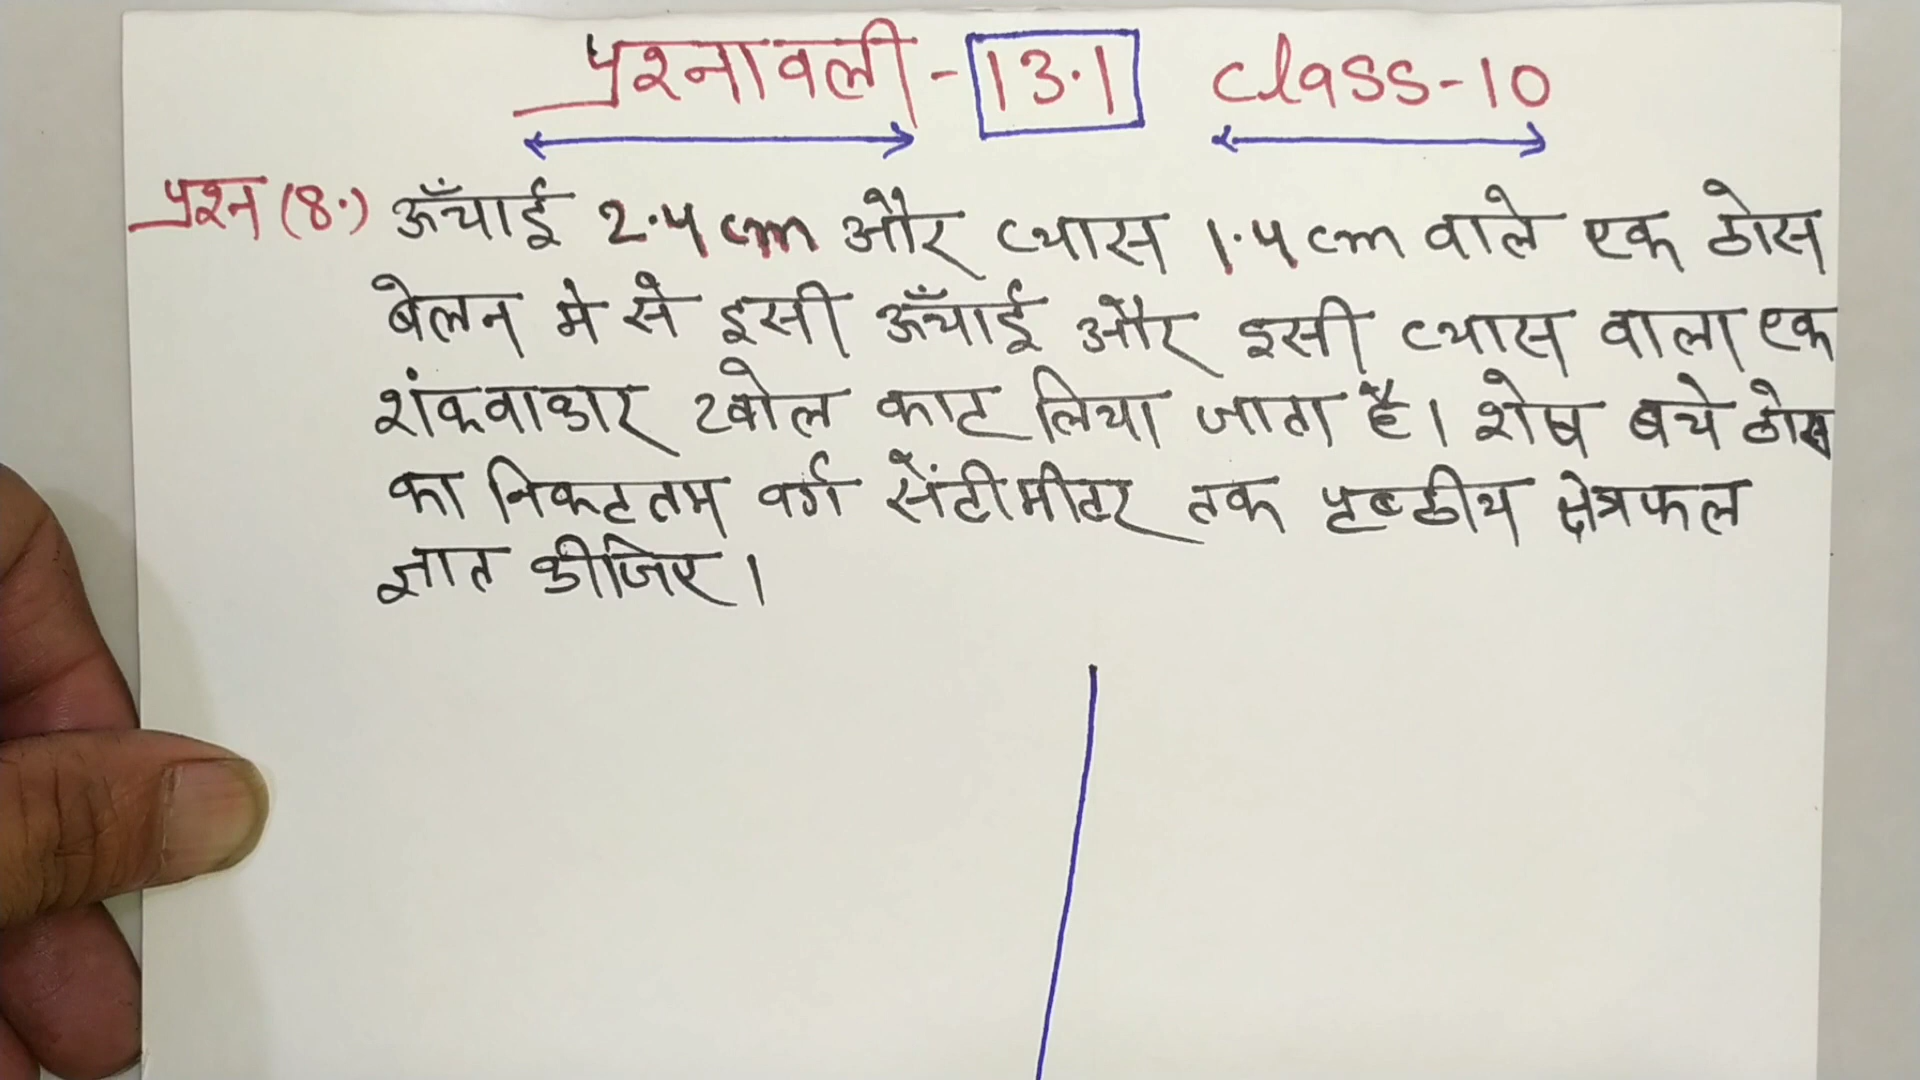 प्रश्नावली - 13.1 Class-10
प्रश्न (8.) ऊँचाई 2.4 cm और व्यास 1.4 cm वाले एक ठोस
बेलन मे से इसी ऊँचाई और इसी व्यास वाला एक
शंकवाकार खोल काट लिया जाता है। शेष बचे ठोस
का निकटतम वर्ग सेंटीमीटर तक पृष्ठीय क्षेत्रफल
ज्ञात कीजिए।